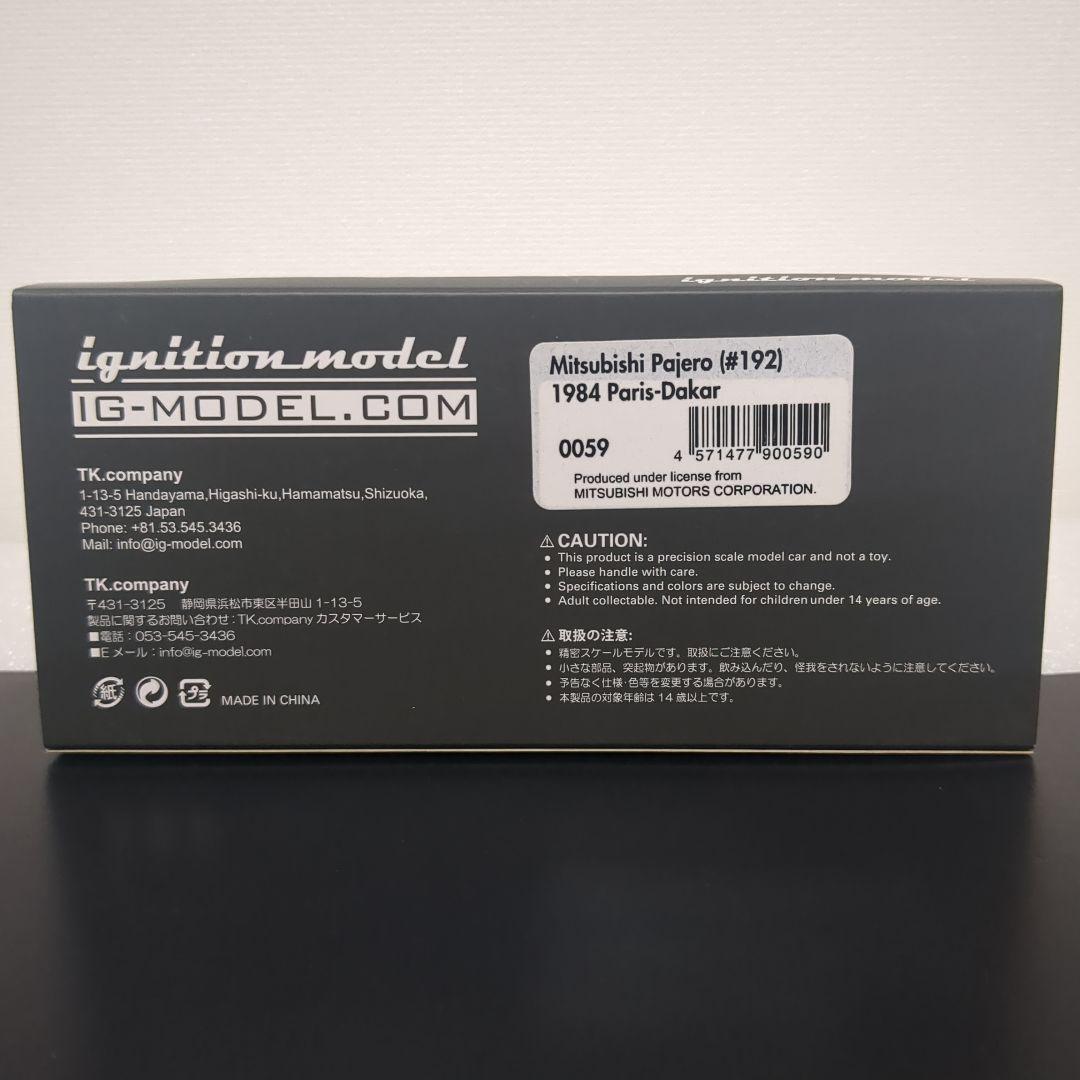 ignition model
ignition model
IG-MODEL.COM
TK.company
1-13-5 Handayama,Higashi-ku,Hamamatsu,Shizuoka,
431-3125 Japan
Phone: +81.53.545.3436
Mail: info@ig-model.com
TK.company
〒431-3125 静岡県浜松市東区半田山 1-13-5
製品に関するお問い合わせ：TK.company カスタマーサービス
■電話：053-545-3436
■E メール：info@ig-model.com
紙
プラ
MADE IN CHINA
Mitsubishi Pajero (#192)
1984 Paris-Dakar
0059
4 571477 900590
Produced under license from
MITSUBISHI MOTORS CORPORATION.
⚠ CAUTION:
• This product is a precision scale model car and not a toy.
• Please handle with care.
• Specifications and colors are subject to change.
• Adult collectable. Not intended for children under 14 years of age.
⚠ 取扱の注意:
• 精密スケールモデルです。取扱にご注意ください。
• 小さな部品、突起物があります。飲み込んだり、怪我をされないように注意してください。
• 予告なく仕様・色等を変更する場合があります。
• 本製品の対象年齢は 14 歳以上です。